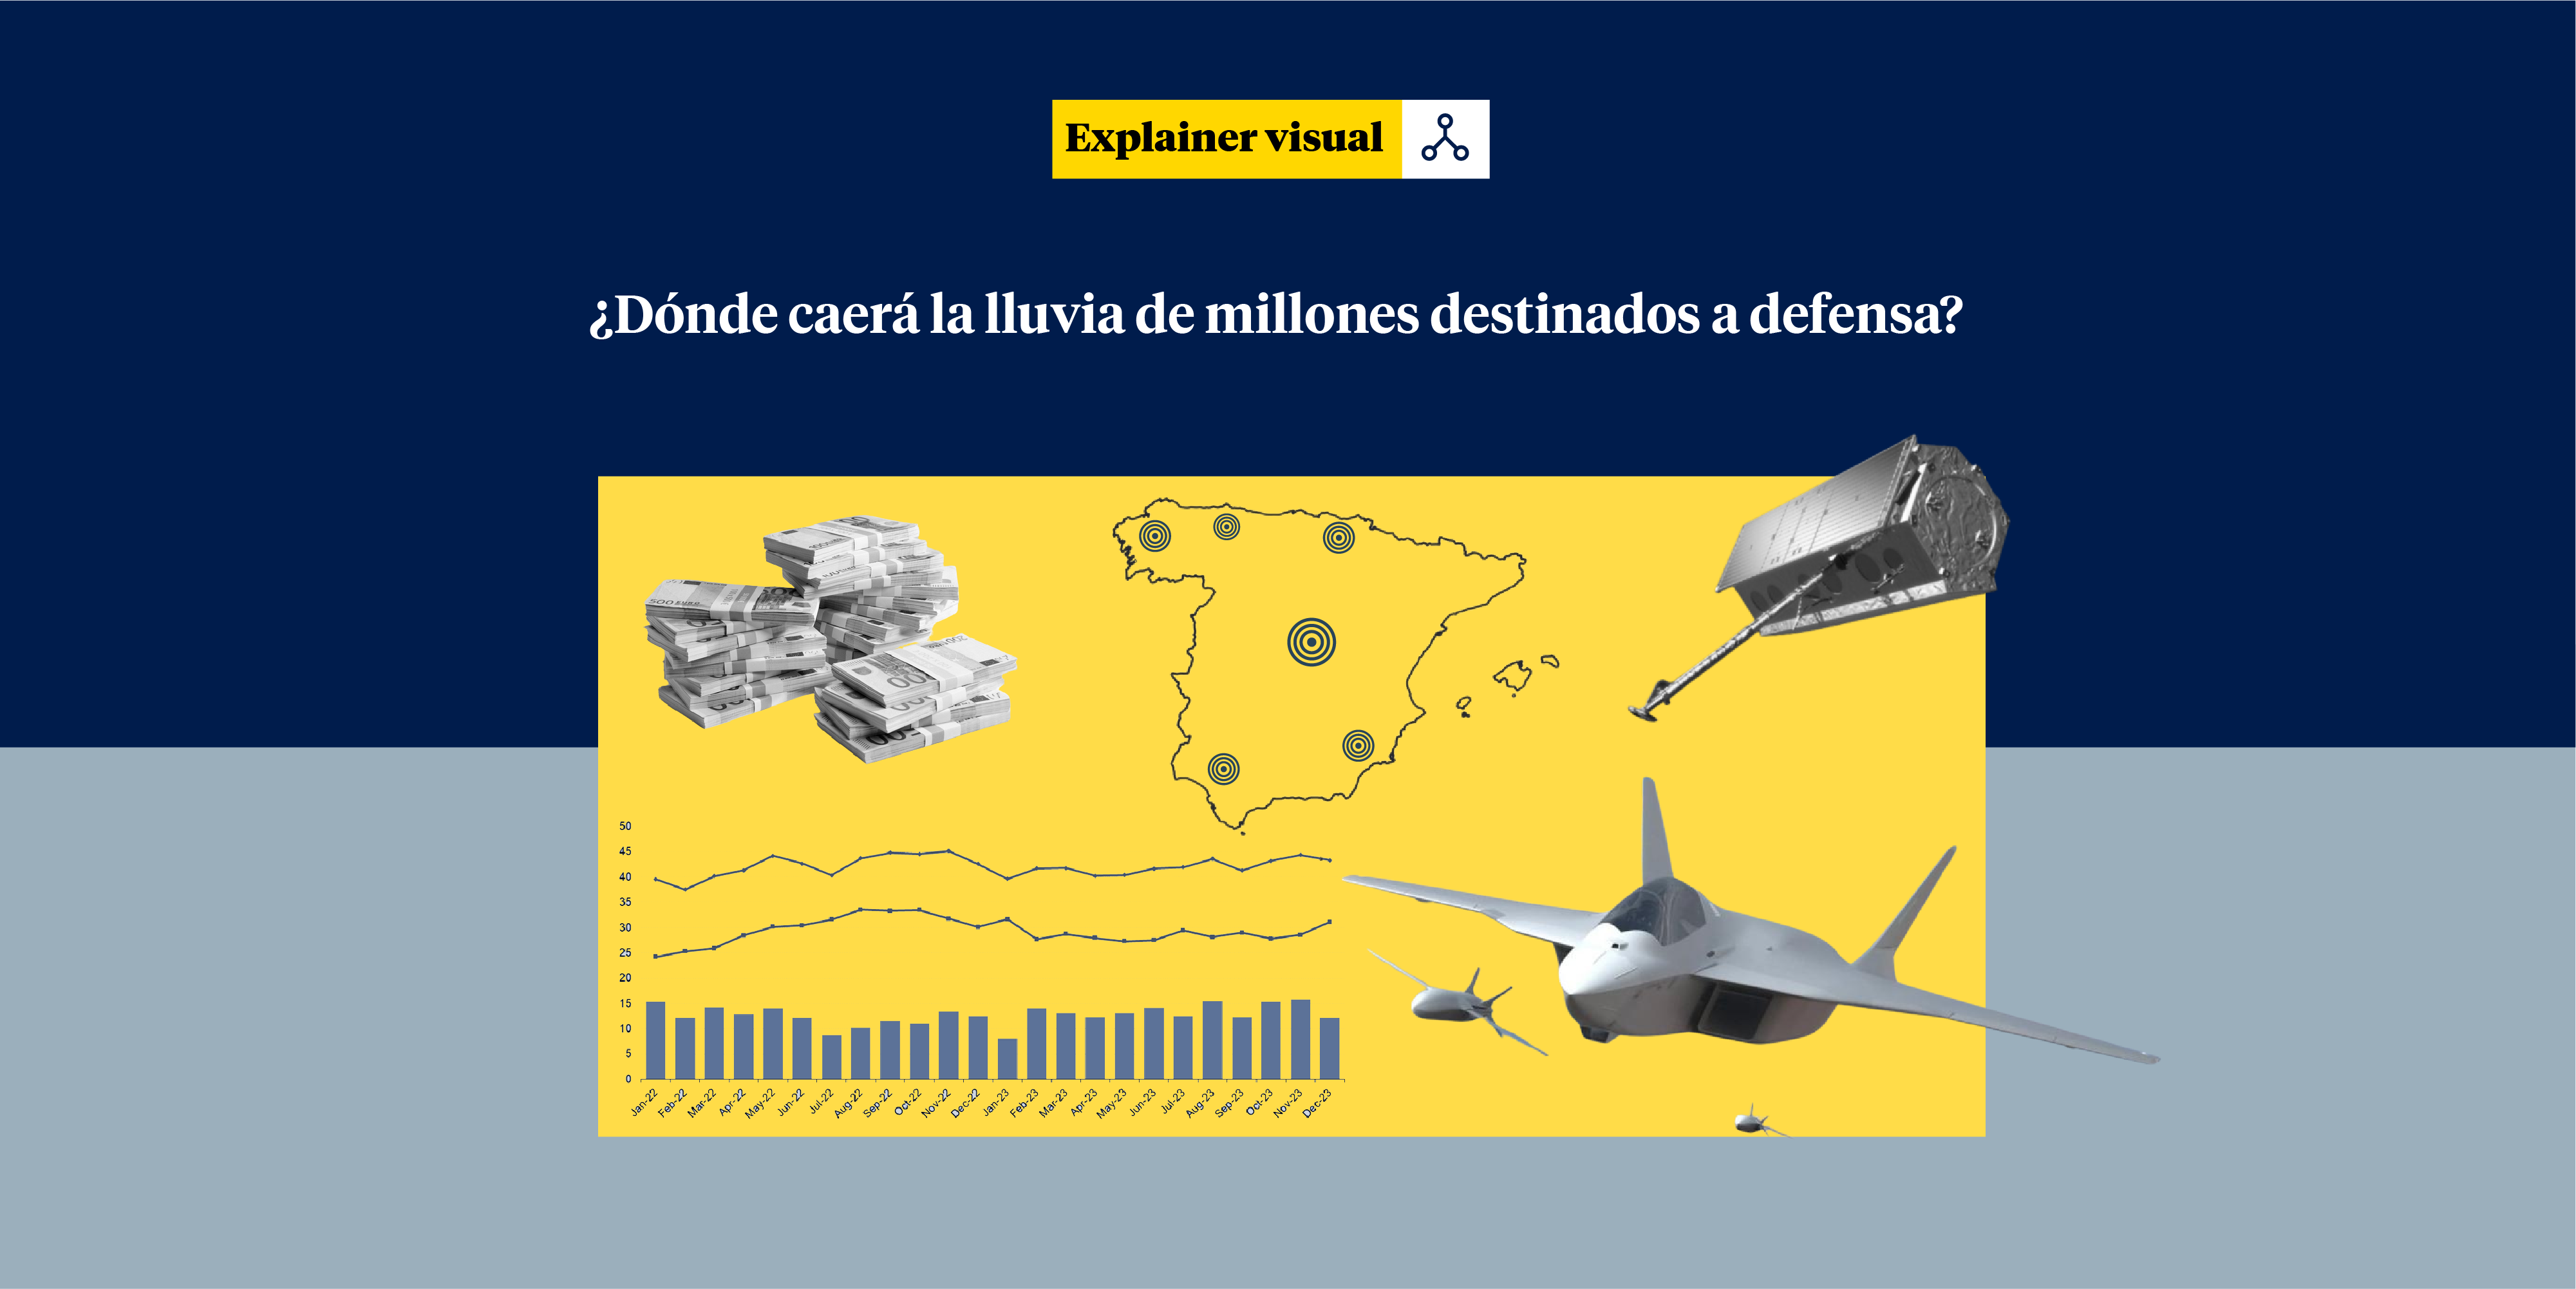 Explainer visual
¿Dónde caerá la lluvia de millones destinados a defensa?
500 EURO
50
45
40
35
30
25
20
15
10
5
0
Jan-22
Feb-22
Mar-22
Apr-22
May-22
Jun-22
Jul-22
Aug-22
Sep-22
Oct-22
Nov-22
Dec-22
Jan-23
Feb-23
Mar-23
Apr-23
May-23
Jun-23
Jul-23
Aug-23
Sep-23
Oct-23
Nov-23
Dec-23